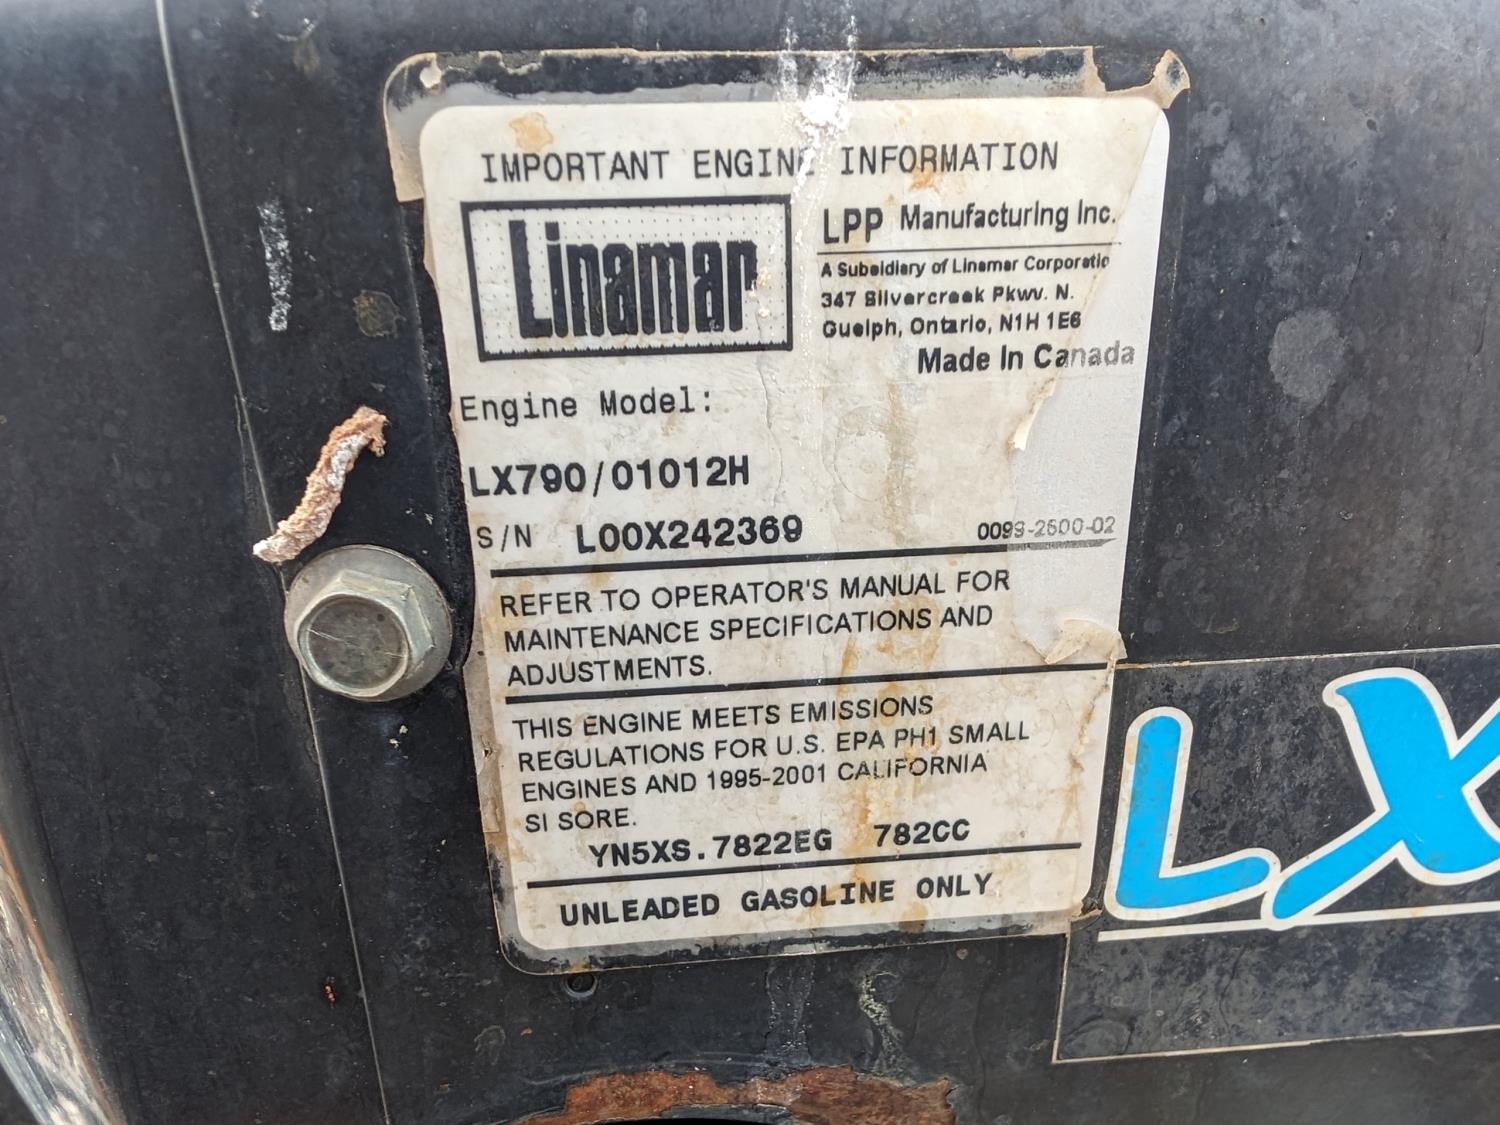 IMPORTANT ENGINE INFORMATION
Linamar
LPP Manufacturing Inc.
A Subsidiary of Linamar Corporatio
347 Silvercreek Pkwy. N.
Guelph, Ontario, N1H 1E6
Made In Canada
Engine Model:
LX790/01012H
S/N L00X242369
0099-2600-02
REFER TO OPERATOR'S MANUAL FOR
MAINTENANCE SPECIFICATIONS AND
ADJUSTMENTS.
THIS ENGINE MEETS EMISSIONS
REGULATIONS FOR U.S. EPA PH1 SMALL
ENGINES AND 1995-2001 CALIFORNIA
SI SORE.
YN5XS.7822EG 782CC
UNLEADED GASOLINE ONLY
LX